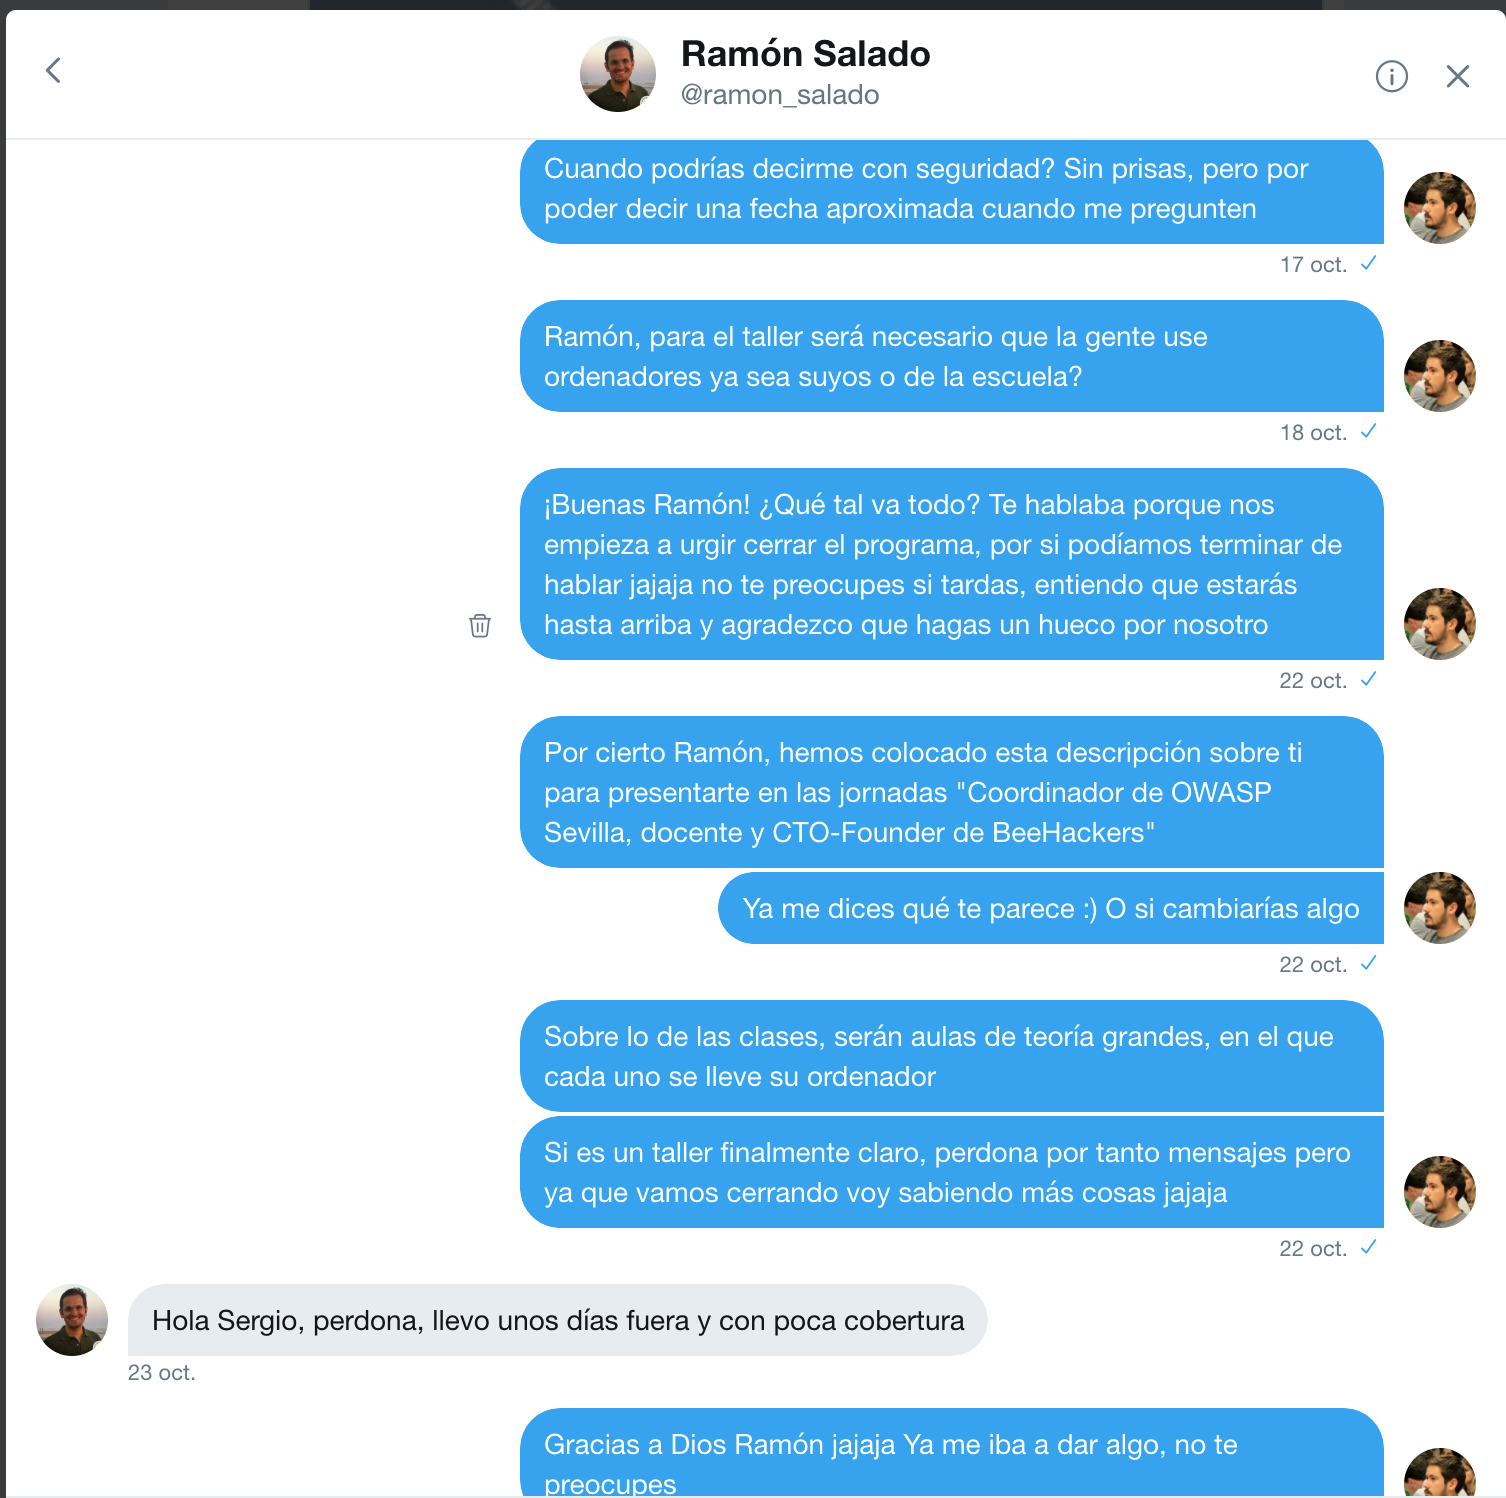 Ramón Salado
@ramon_salado
Cuando podrías decirme con seguridad? Sin prisas, pero por
poder decir una fecha aproximada cuando me pregunten
17 oct.
Ramón, para el taller será necesario que la gente use
ordenadores ya sea suyos o de la escuela?
18 oct.
¡Buenas Ramón! ¿Qué tal va todo? Te hablaba porque nos
empieza a urgir cerrar el programa, por si podíamos terminar de
hablar jajaja no te preocupes si tardas, entiendo que estarás
hasta arriba y agradezco que hagas un hueco por nosotro
22 oct.
Por cierto Ramón, hemos colocado esta descripción sobre ti
para presentarte en las jornadas "Coordinador de OWASP
Sevilla, docente y CTO-Founder de BeeHackers"
Ya me dices qué te parece :) O si cambiarías algo
22 oct.
Sobre lo de las clases, serán aulas de teoría grandes, en el que
cada uno se lleve su ordenador
Si es un taller finalmente claro, perdona por tanto mensajes pero
ya que vamos cerrando voy sabiendo más cosas jajaja
22 oct.
Hola Sergio, perdona, llevo unos días fuera y con poca cobertura
23 oct.
Gracias a Dios Ramón jajaja Ya me iba a dar algo, no te
preocupes